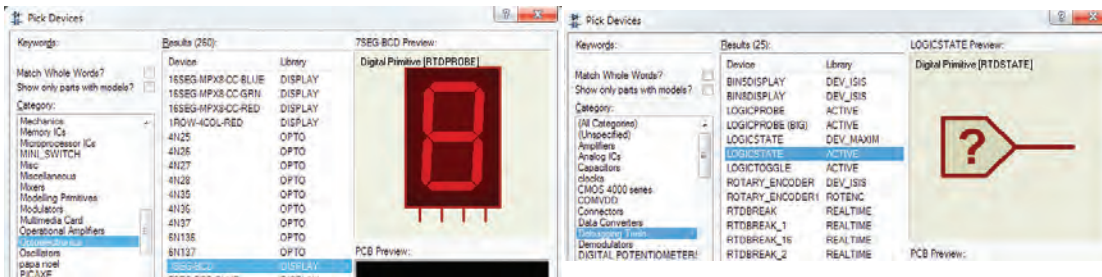 Pick Devices
Keywords:
Results (260):
7SEG-BCD Preview:
Match Whole Words?
Show only parts with models?
Category:
Mechanics
Memory ICs
Microprocessor ICs
MINI_SWITCH
Misc
Miscellaneous
Mixers
Modelling Primitives
Modulators
Multimedia Card
Operational Amplifiers
Optoelectronics
Oscillators
papa noel
PICAXE
Device Library
16SEG-MPX8-CC-BLUE DISPLAY
16SEG-MPX8-CC-GRN DISPLAY
16SEG-MPX8-CC-RED DISPLAY
1ROW-4COL-RED DISPLAY
4N25 OPTO
4N26 OPTO
4N27 OPTO
4N28 OPTO
4N35 OPTO
4N36 OPTO
4N37 OPTO
6N136 OPTO
6N137 OPTO
7SEG-BCD DISPLAY
Digital Primitive [RTDPROBE]
PCB Preview:
Pick Devices
Keywords:
Results (25):
LOGICSTATE Preview:
Match Whole Words?
Show only parts with models?
Category:
(All Categories)
(Unspecified)
Amplifiers
Analog ICs
Capacitors
clocks
CMOS 4000 series
COMVDD
Connectors
Data Converters
Debugging Tools
Demodulators
DIGITAL POTENTIOMETER
Device Library
BIN5DISPLAY DEV_ISIS
BIN8DISPLAY DEV_ISIS
LOGICPROBE ACTIVE
LOGICPROBE (BIG) ACTIVE
LOGICSTATE DEV_MAXIM
LOGICSTATE ACTIVE
LOGICTOGGLE ACTIVE
ROTARY_ENCODER DEV_ISIS
ROTARY_ENCODER1 ROTENC
RTDBREAK REALTIME
RTDBREAK_1 REALTIME
RTDBREAK_16 REALTIME
RTDBREAK_2 REALTIME
Digital Primitive [RTDSTATE]
?
PCB Preview: